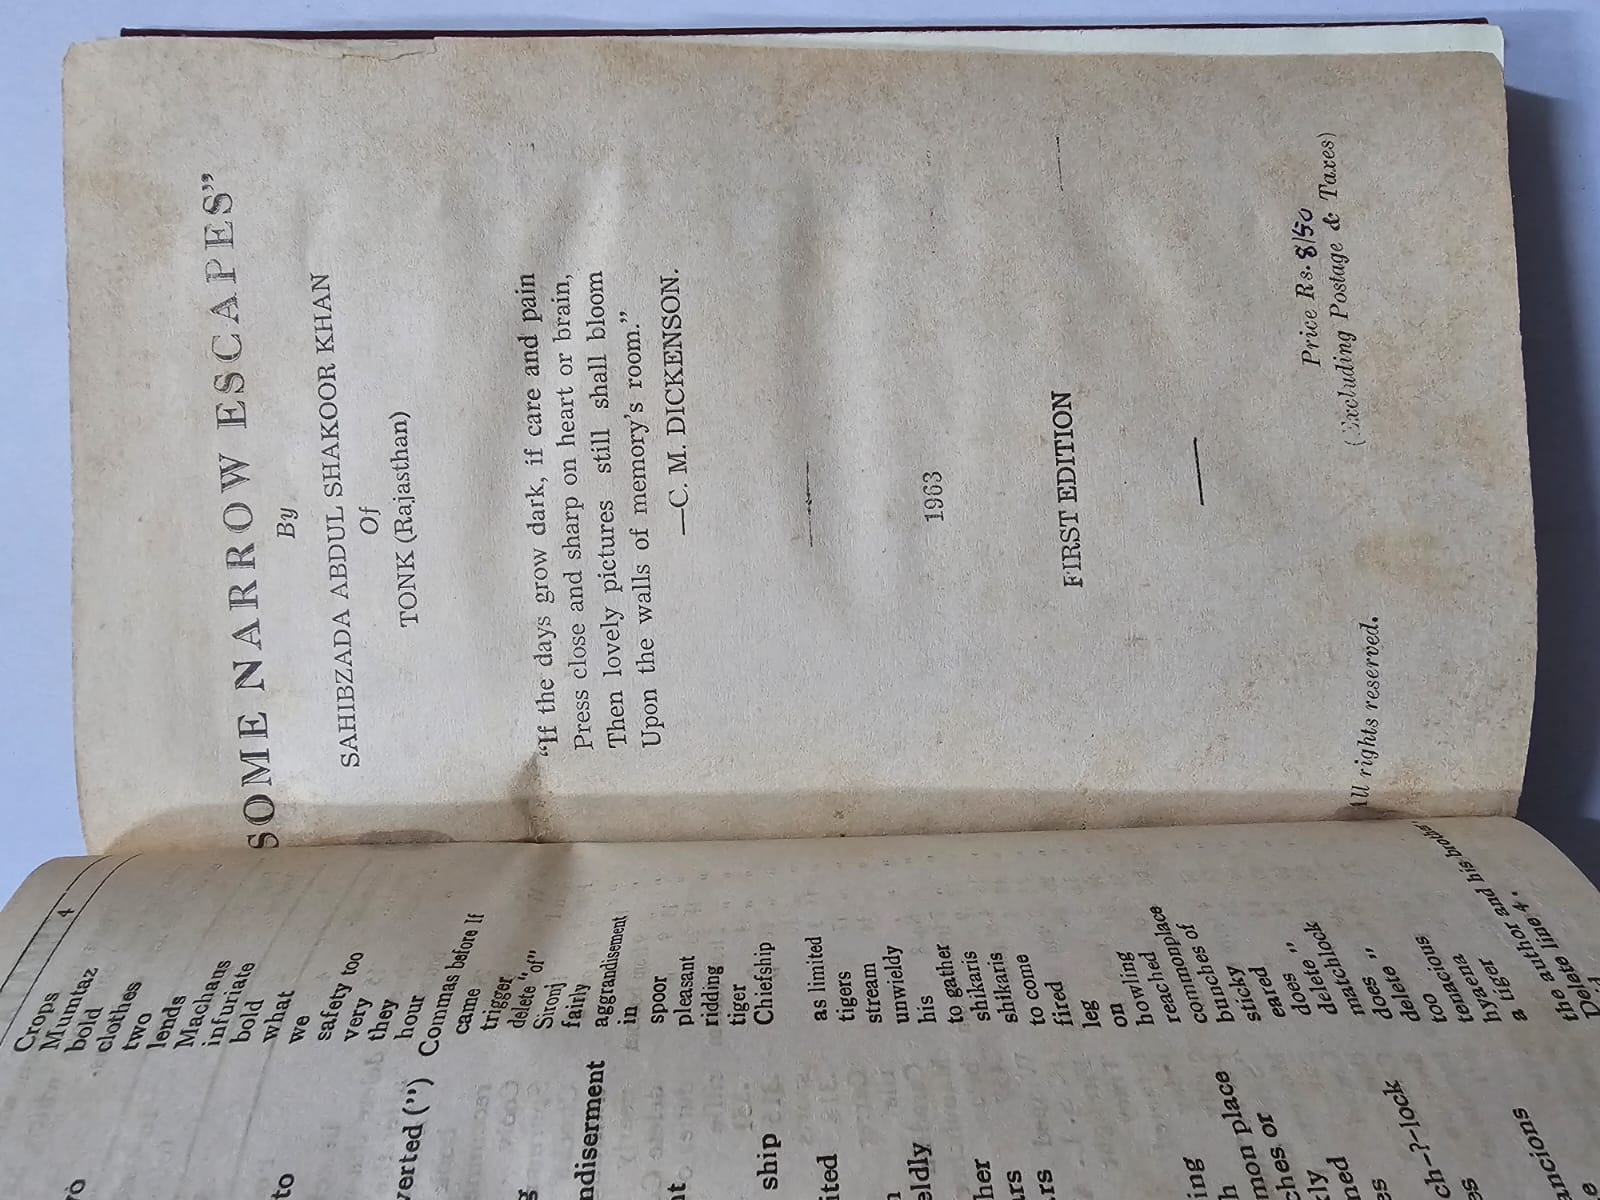 SOME NARROW ESCAPES”
By
SAHIBZADA ABDUL SHAKOOR KHAN
Of
TONK (Rajasthan)
“If the days grow dark, if care and pain
Press close and sharp on heart or brain,
Then lovely pictures still shall bloom
Upon the walls of memory’s room.”
—C. M. DICKENSON.
1963
FIRST EDITION
Price Rs. 8/50
(Excluding Postage & Taxes)
All rights reserved.
4
Crops
Mumtaz
bold
clothes
two
lends
Machans
infuriate
bold
what
to we
safety too
very
they
hour
verted (”) Commas before If
came
trigger
delete “of”
Sironj
fairly
ndiserment aggrandisement
in
spoor
pleasant
ridding
tiger
ship Chiefship
ited as limited
tigers
stream
eldly unwieldy
his
her to gather
shikaris
shikaris
to come
fired
leg
on
ing howling
reached
mon place commonplace
ches or bunches of
sticky
eared
does ”
delete
ch-?-lock matchlock
does ”
delete
too
ncions tenacious
hyaena
a tiger
the author and his
Delete line 4.